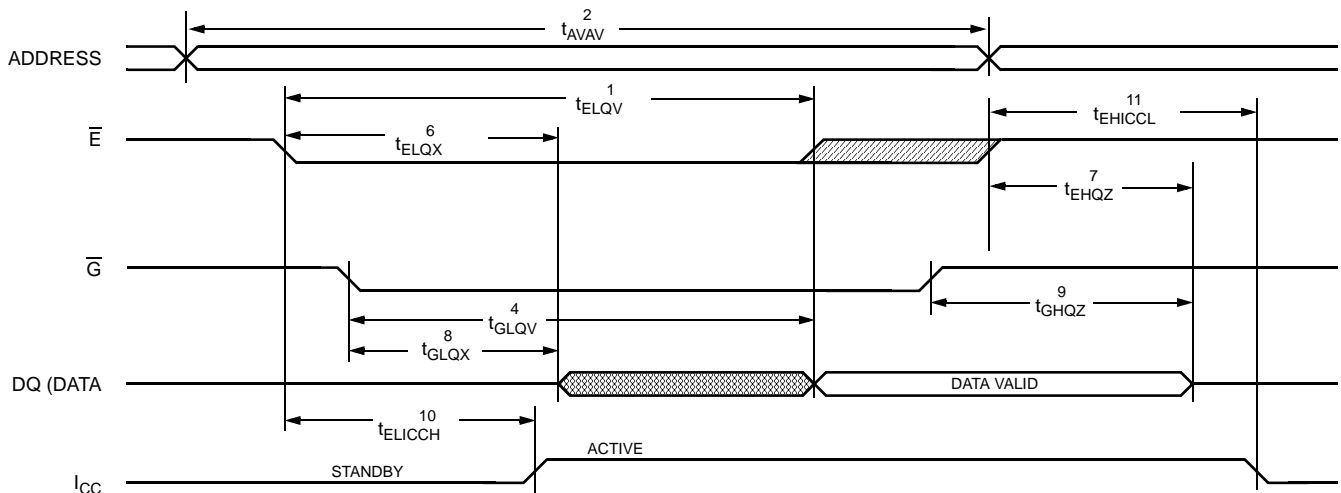 2
tAVAV
ADDRESS
1
tELQV
11
tEHICCL
E
6
tELQX
7
tEHQZ
G
9
tGHQZ
4
tGLQV
8
tGLQX
DQ (DATA
DATA VALID
10
tELICCH
ACTIVE
STANDBY
ICC